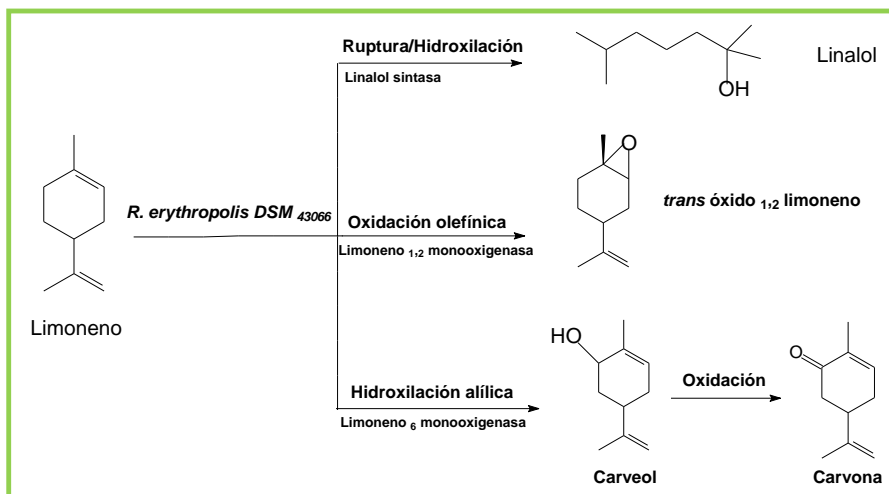 Ruptura/Hidroxilación
Linalol sintasa
Linalol
OH
R. erythropolis DSM 43066
Limoneno
Oxidación olefínica
Limoneno 1,2 monooxigenasa
O
trans óxido 1,2 limoneno
Hidroxilación alílica
Limoneno 6 monooxigenasa
HO
Carveol
Oxidación
O
Carvona